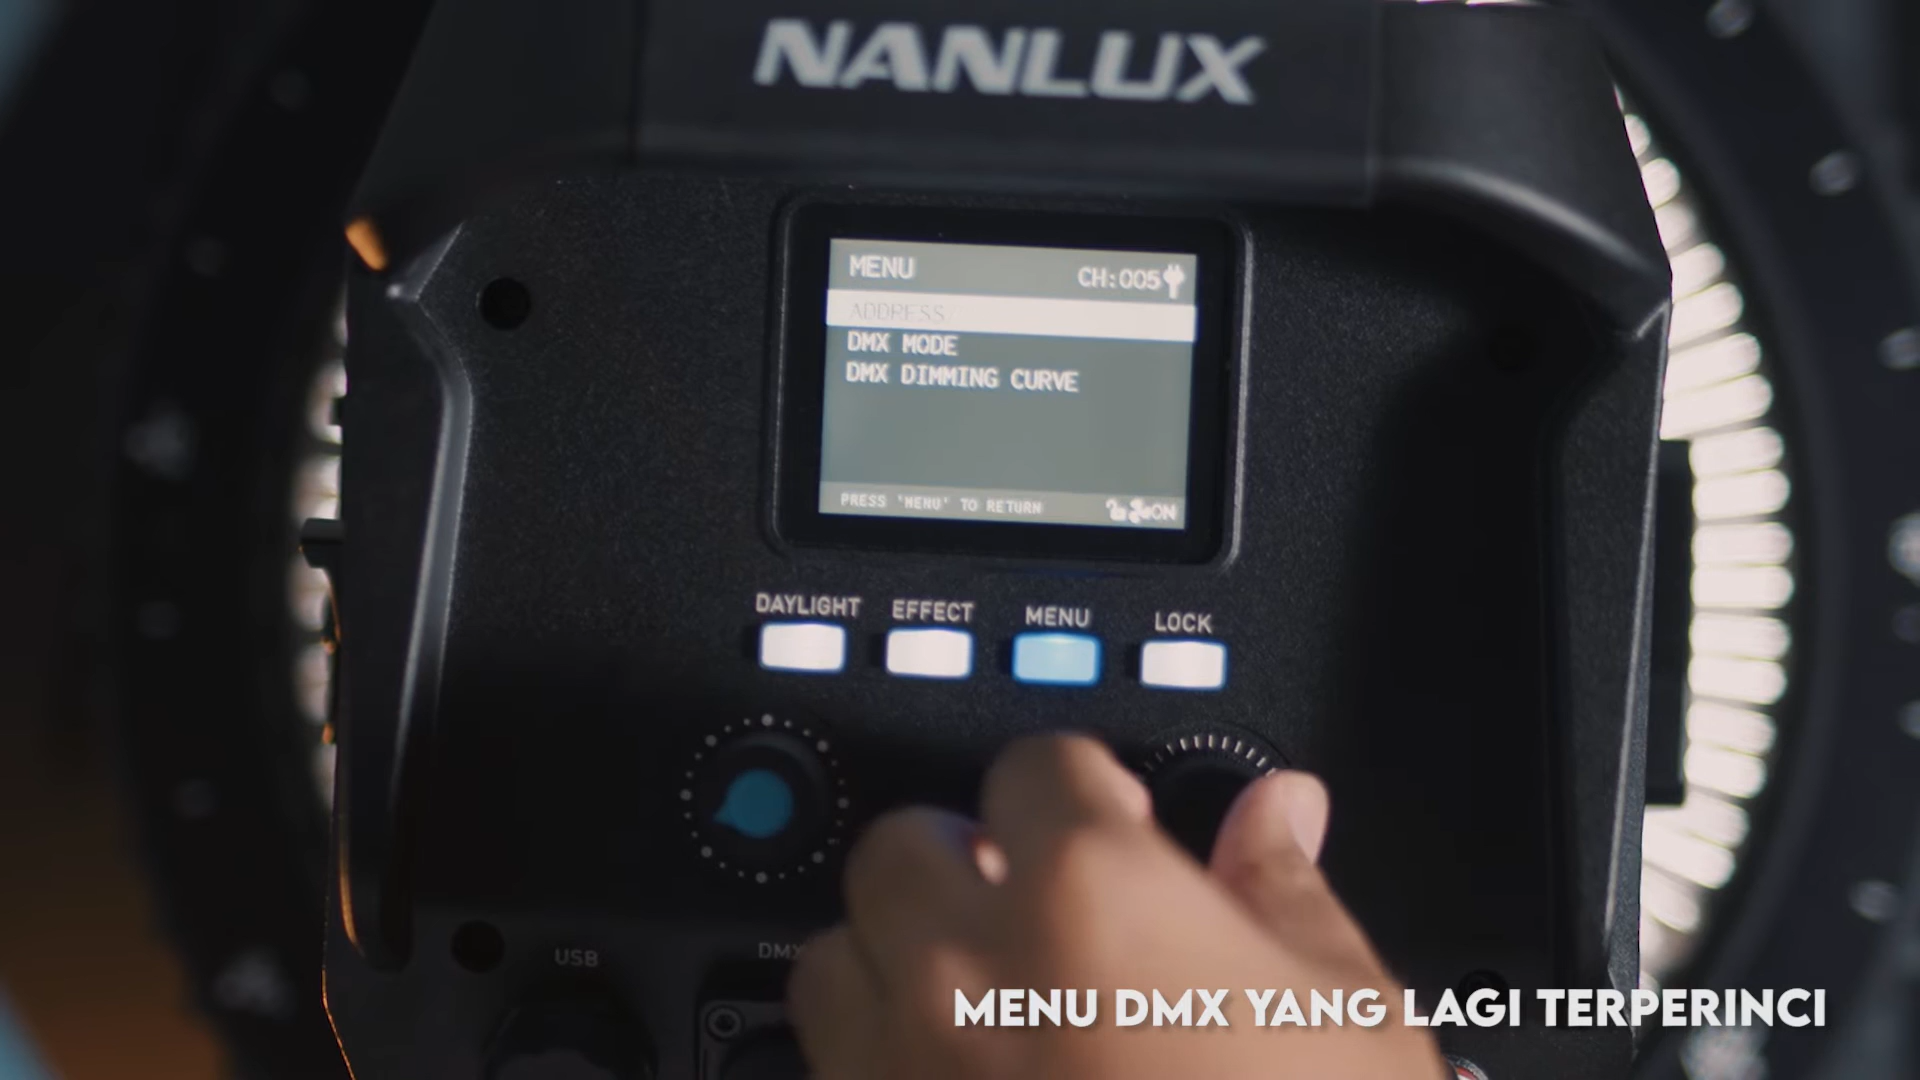 NANLUX
MENU CH:005
ADDRESS
DMX MODE
DMX DIMMING CURVE
PRESS 'MENU' TO RETURN ON
DAYLIGHT EFFECT MENU LOCK
USB DMX
MENU DMX YANG LAGI TERPERINCI